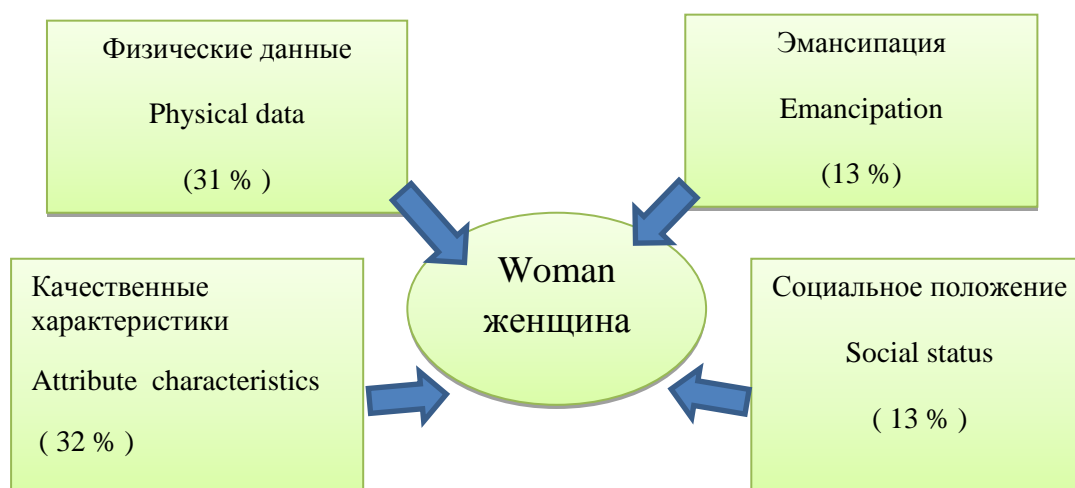 Физические данные
Physical data
(31 % )
Эмансипация
Emancipation
(13 %)
Woman
женщина
Качественные
характеристики
Attribute characteristics
( 32 % )
Социальное положение
Social status
( 13 % )